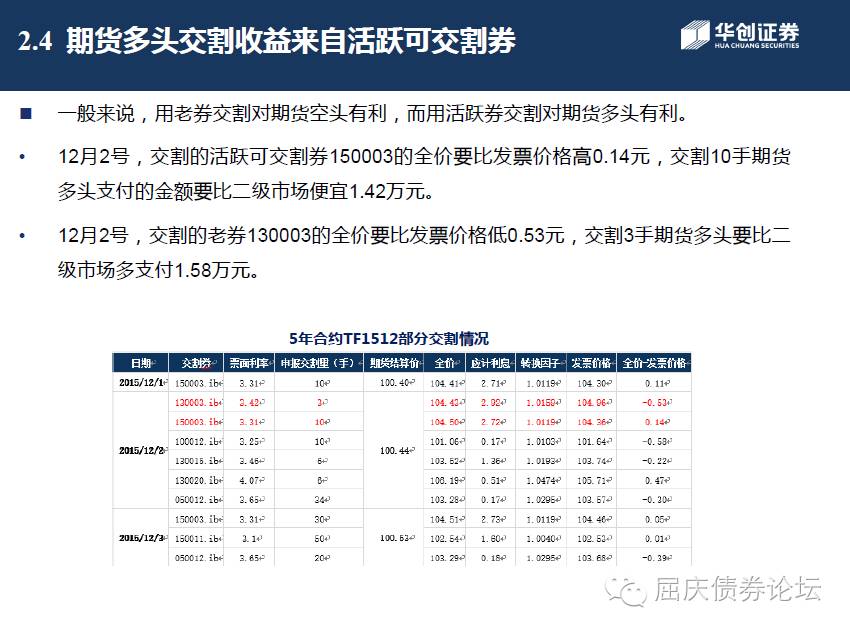 2.4 期货多头交割收益来自活跃可交割券
华创证券
HUA CHUANG SECURITIES
■ 一般来说，用老券交割对期货空头有利，而用活跃券交割对期货多头有利。
• 12月2号，交割的活跃可交割券150003的全价要比发票价格高0.14元，交割10手期货
多头支付的金额要比二级市场便宜1.42万元。
• 12月2号，交割的老券130003的全价要比发票价格低0.53元，交割3手期货多头要比二
级市场多支付1.58万元。
5年合约TF1512部分交割情况
日期 交割券 票面利率 申报交割量（手） 期货结算价 全价 应计利息 转换因子 发票价格 全价-发票价格
2015/12/1 150003.ib 3.31 10 100.40 104.41 2.71 1.0119 104.30 0.11
130003.ib 3.42 3 104.43 2.92 1.0159 104.96 -0.53
150003.ib 3.31 10 104.50 2.72 1.0119 104.36 0.14
100012.ib 3.25 10 101.06 0.17 1.0103 101.64 -0.58
2015/12/2 100.44
130015.ib 3.46 6 103.52 1.36 1.0193 103.74 -0.22
130020.ib 4.07 6 106.19 0.51 1.0474 105.71 0.47
050012.ib 3.65 34 103.28 0.17 1.0295 103.57 -0.30
150003.ib 3.31 30 104.51 2.73 1.0119 104.46 0.05
2015/12/3 150011.ib 3.1 50 100.53 102.54 1.60 1.0040 102.53 0.01
050012.ib 3.65 20 103.29 0.18 1.0295 103.68 -0.39
屈庆债券论坛